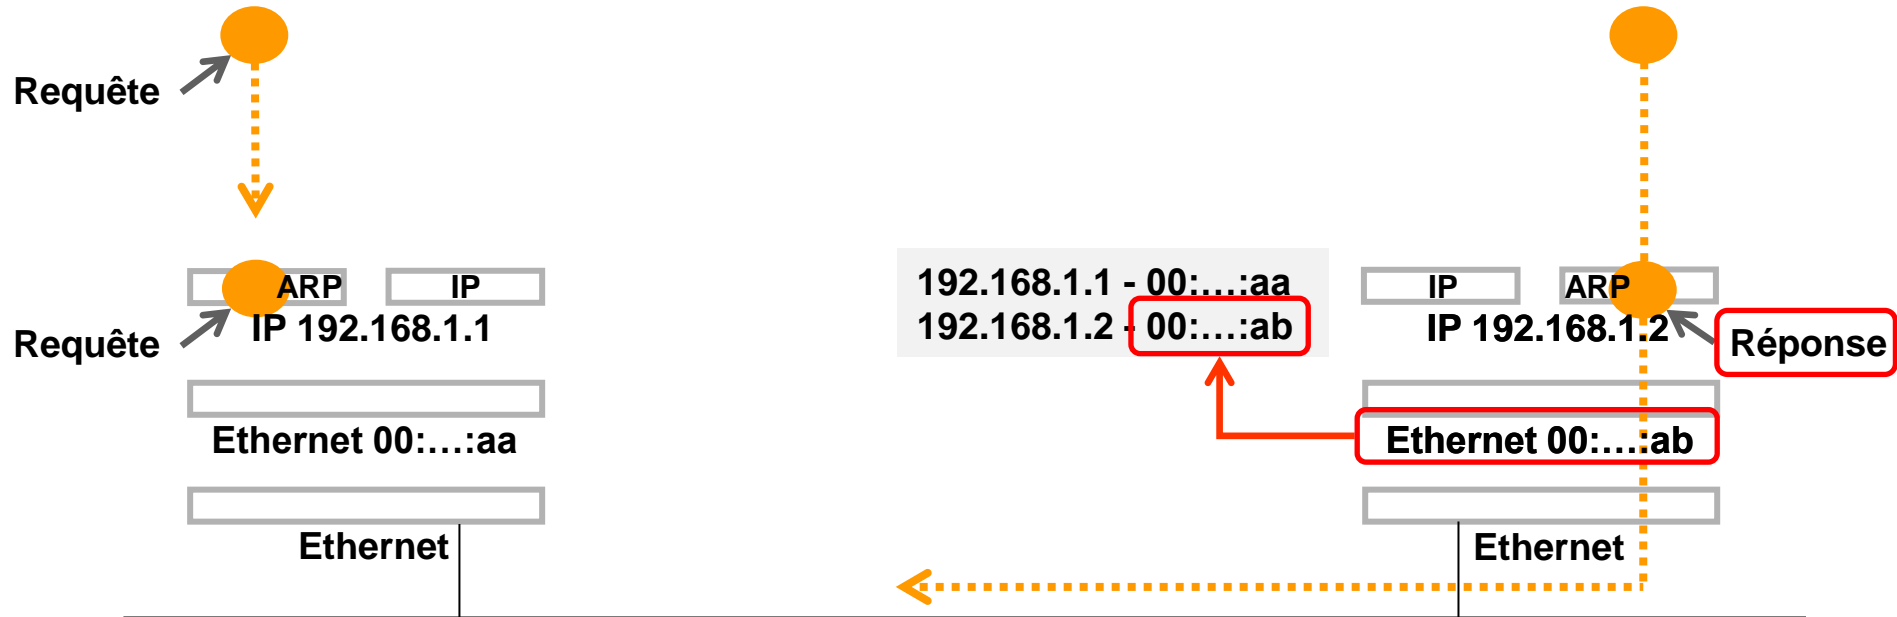 Requête
ARP
IP
IP 192.168.1.1
Requête
Ethernet 00:...:aa
Ethernet
192.168.1.1 - 00:...:aa
192.168.1.2 - 00:...:ab
IP
ARP
IP 192.168.1.2
Réponse
Ethernet 00:...:ab
Ethernet